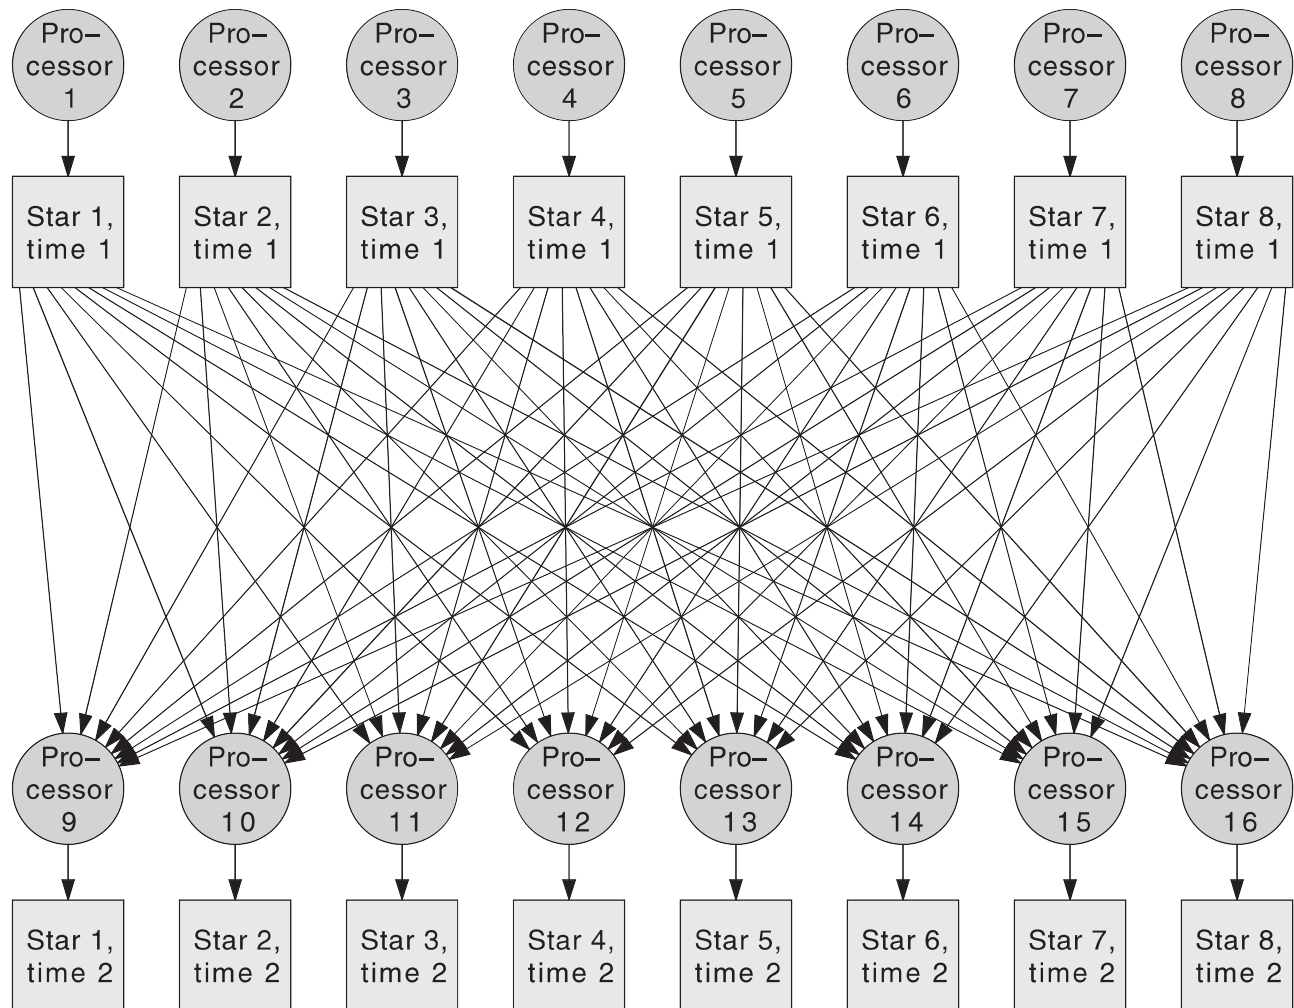 Pro–
cessor
1
Pro–
cessor
2
Pro–
cessor
3
Pro–
cessor
4
Pro–
cessor
5
Pro–
cessor
6
Pro–
cessor
7
Pro–
cessor
8
Star 1,
time 1
Star 2,
time 1
Star 3,
time 1
Star 4,
time 1
Star 5,
time 1
Star 6,
time 1
Star 7,
time 1
Star 8,
time 1
Pro–
cessor
9
Pro–
cessor
10
Pro–
cessor
11
Pro–
cessor
12
Pro–
cessor
13
Pro–
cessor
14
Pro–
cessor
15
Pro–
cessor
16
Star 1,
time 2
Star 2,
time 2
Star 3,
time 2
Star 4,
time 2
Star 5,
time 2
Star 6,
time 2
Star 7,
time 2
Star 8,
time 2